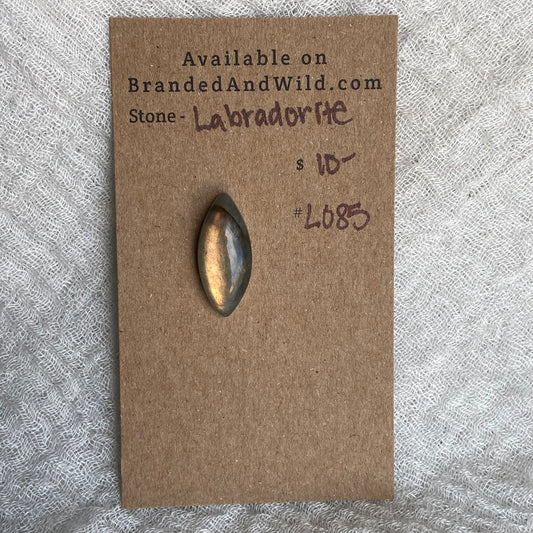 Available on
BrandedAndWild.com
Stone - Labradorite
$ 10-
#L085